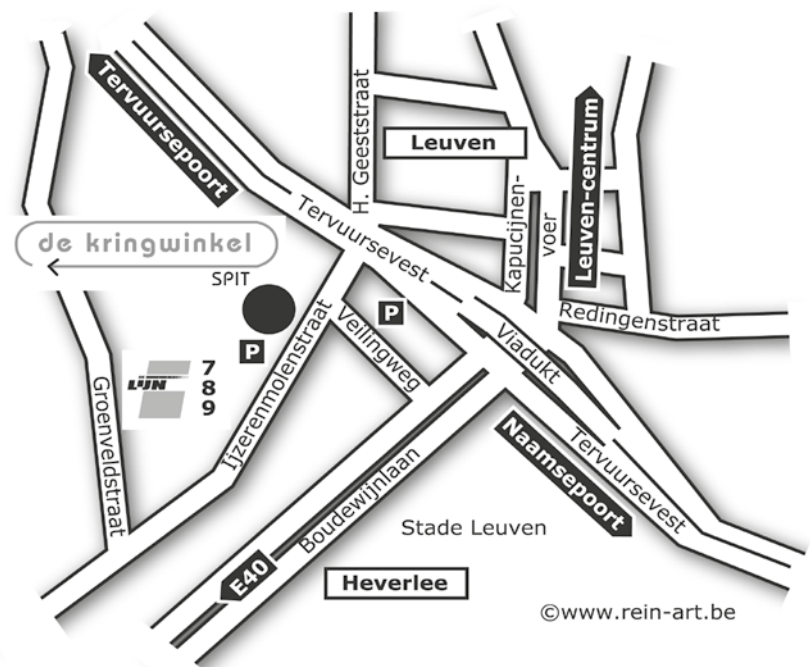 Tervuursepoort
H. Geeststraat
Leuven
Kapucijnen-
voer
Leuven-centrum
de kringwinkel
SPIT
Tervuursevest
P
P
Veilingweg
Viadukt
Redingenstraat
LIJN
7
8
9
Groenveldstraat
Ijzerenmolenstraat
Boudewijnlaan
Naamsepoort
Tervuursevest
Stade Leuven
E40
Heverlee
©www.rein-art.be